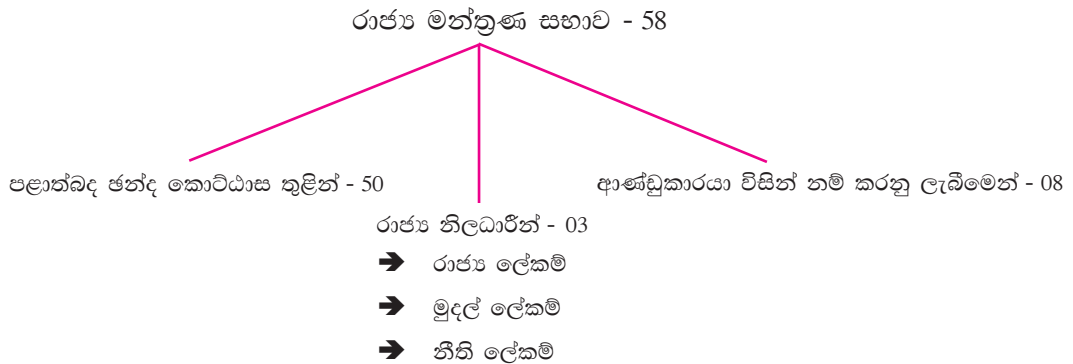 රාජ්‍ය මන්ත්‍රණ සභාව - 58
පළාත්බද ඡන්ද කොට්ඨාස තුළින් - 50
ආණ්ඩුකාරයා විසින් නම් කරනු ලැබීමෙන් - 08
රාජ්‍ය නිලධාරීන් - 03
➔ රාජ්‍ය ලේකම්
➔ මුදල් ලේකම්
➔ නීති ලේකම්